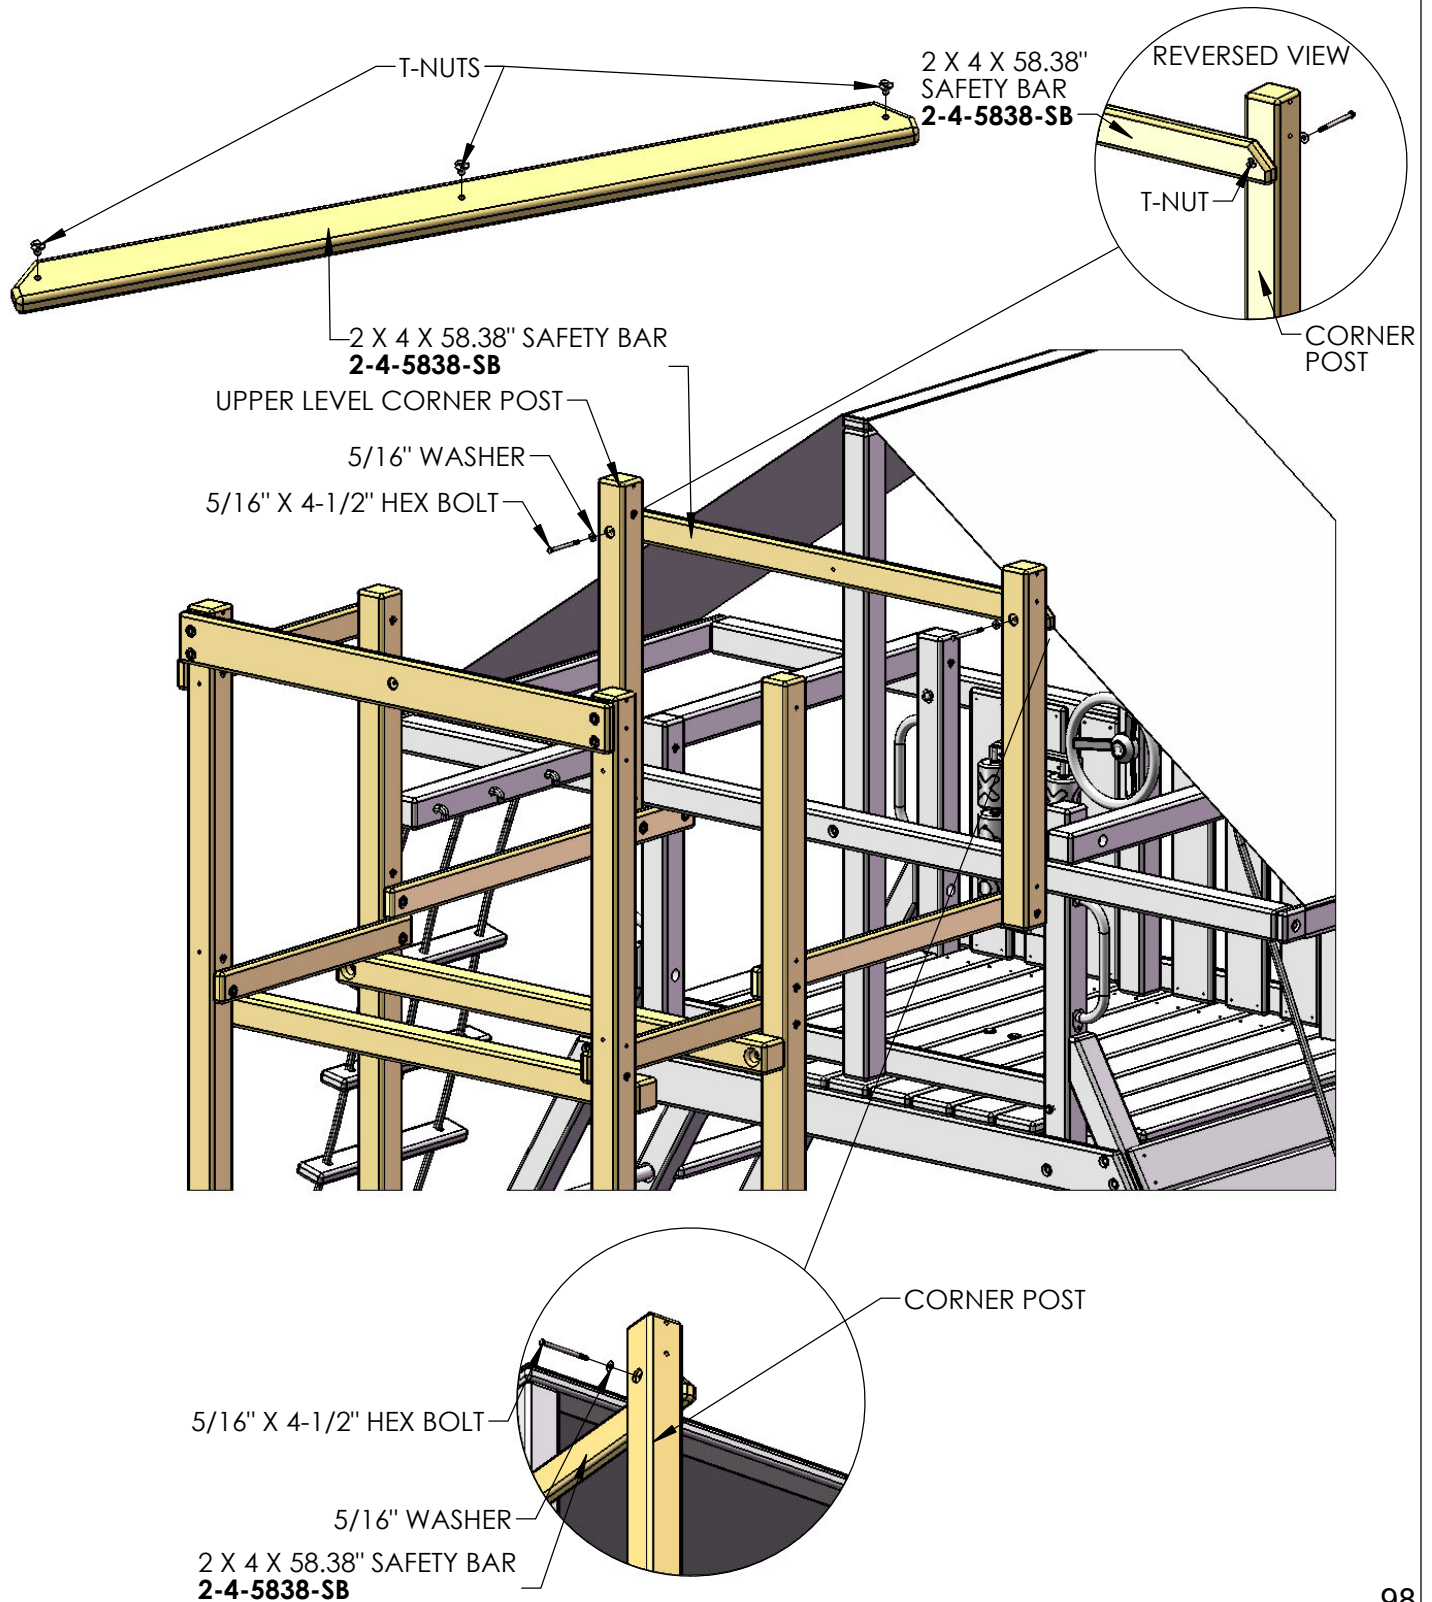 T-NUTS
2 X 4 X 58.38"
SAFETY BAR
2-4-5838-SB
REVERSED VIEW
T-NUT
CORNER
POST
2 X 4 X 58.38" SAFETY BAR
2-4-5838-SB
UPPER LEVEL CORNER POST
5/16" WASHER
5/16" X 4-1/2" HEX BOLT
CORNER POST
5/16" X 4-1/2" HEX BOLT
5/16" WASHER
2 X 4 X 58.38" SAFETY BAR
2-4-5838-SB
98